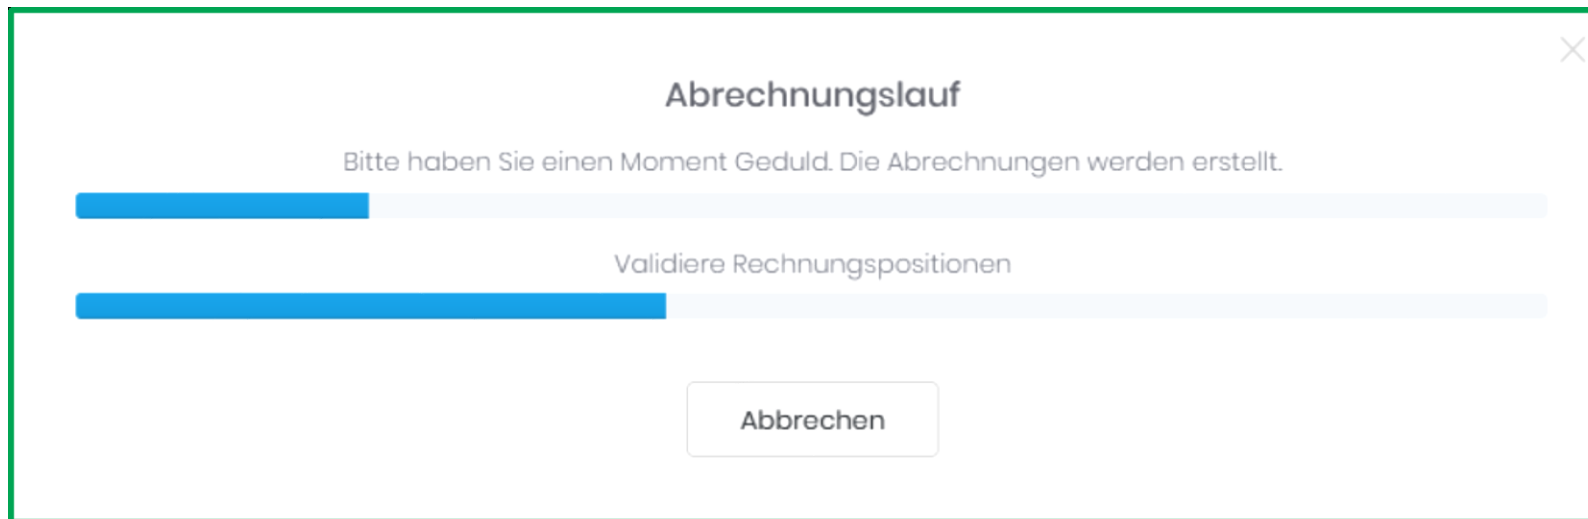 Abrechnungslauf
Bitte haben Sie einen Moment Geduld. Die Abrechnungen werden erstellt.
Validiere Rechnungspositionen
Abbrechen